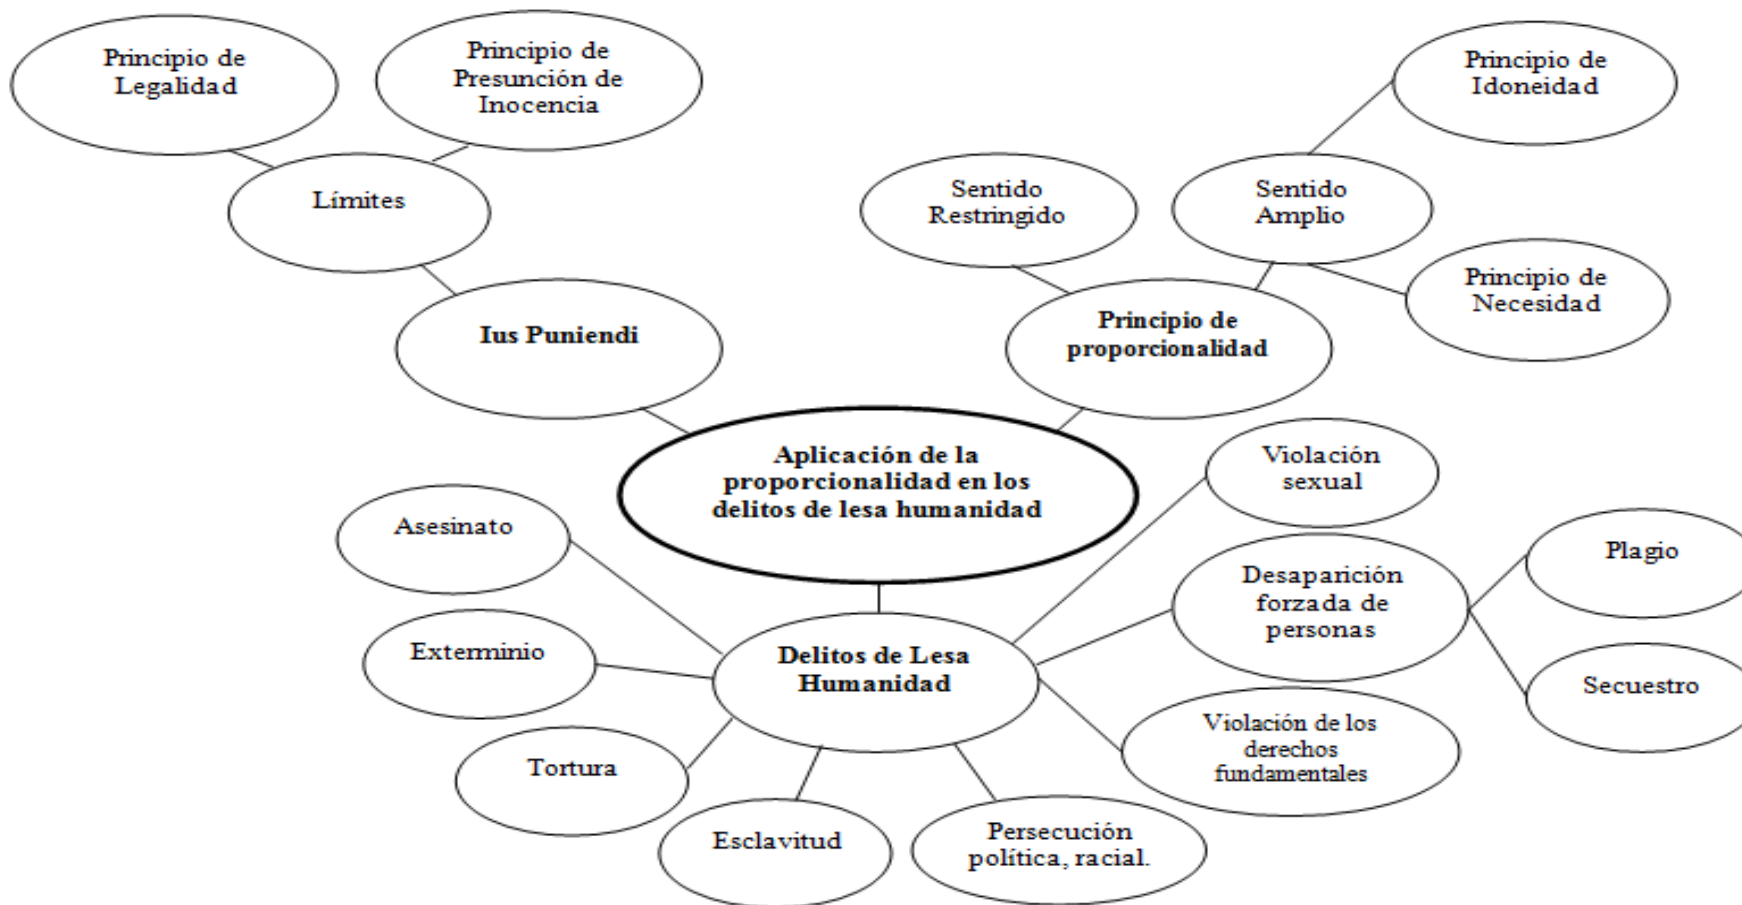 Principio de
Legalidad
Principio de
Presunción de
Inocencia
Principio de
Idoneidad
Límites
Sentido
Restringido
Sentido
Amplio
Principio de
Necesidad
Ius Puniendi
Principio de
proporcionalidad
Aplicación de la
proporcionalidad en los
delitos de lesa humanidad
Violación
sexual
Asesinato
Desaparición
forzada de
personas
Plagio
Exterminio
Delitos de Lesa
Humanidad
Secuestro
Violación de los
derechos
fundamentales
Tortura
Esclavitud
Persecución
política, racial.